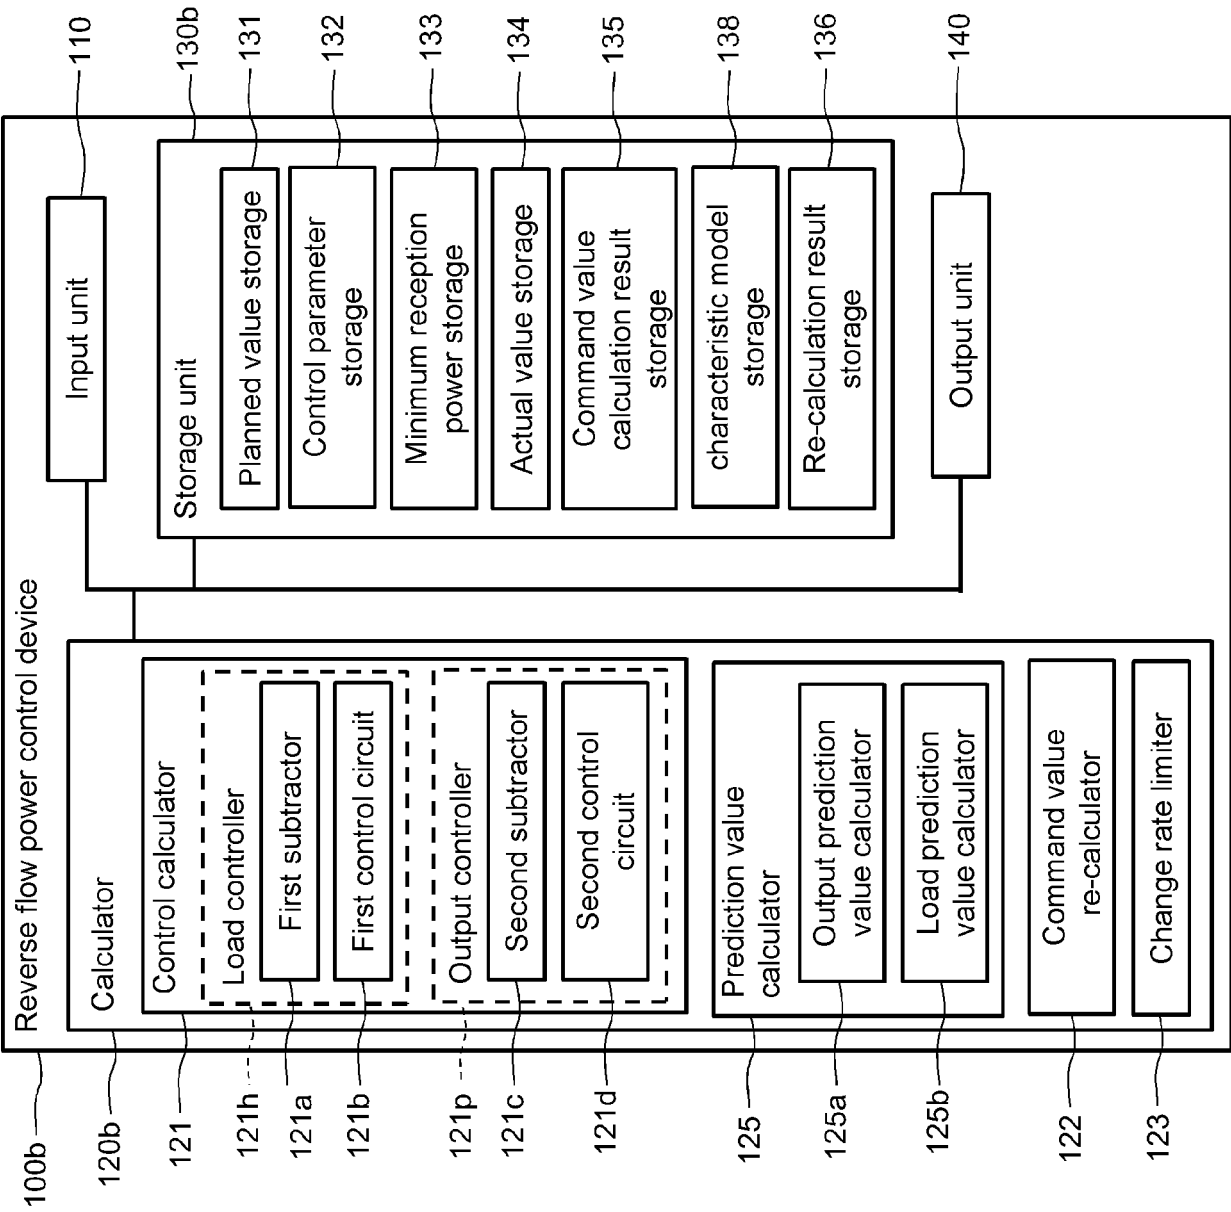 Reverse flow power control device
100b
Calculator
120b
Control calculator
121
Load controller
121h
First subtractor
121a
First control circuit
121b
Output controller
121p
Second subtractor
121c
Second control
circuit
121d
Prediction value
calculator
125
Output prediction
value calculator
125a
Load prediction
value calculator
125b
Command value
re-calculator
122
Change rate limiter
123
Input unit
110
Storage unit
130b
Planned value storage
131
Control parameter
storage
132
Minimum reception
power storage
133
Actual value storage
134
Command value
calculation result
storage
135
characteristic model
storage
138
Re-calculation result
storage
136
Output unit
140